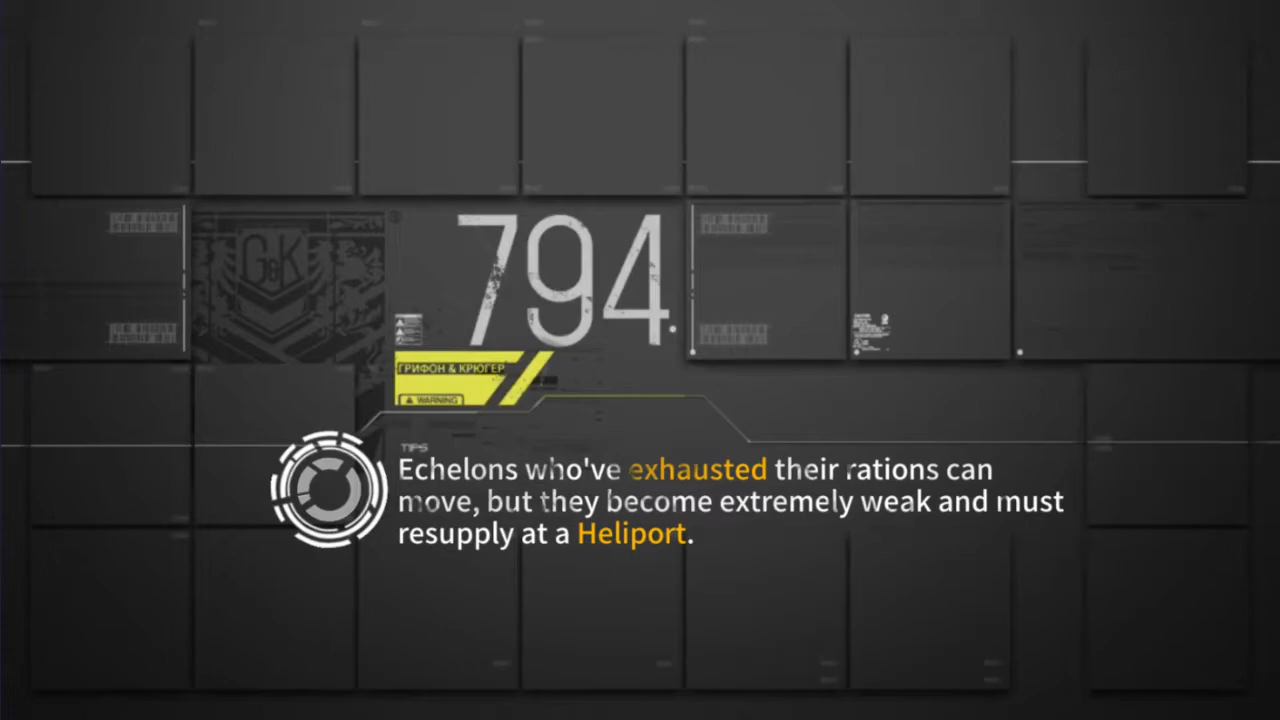 G&K
794.
ГРИФОН & КРЮГЕР
WARNING
TIPS
Echelons who've exhausted their rations can
move, but they become extremely weak and must
resupply at a Heliport.